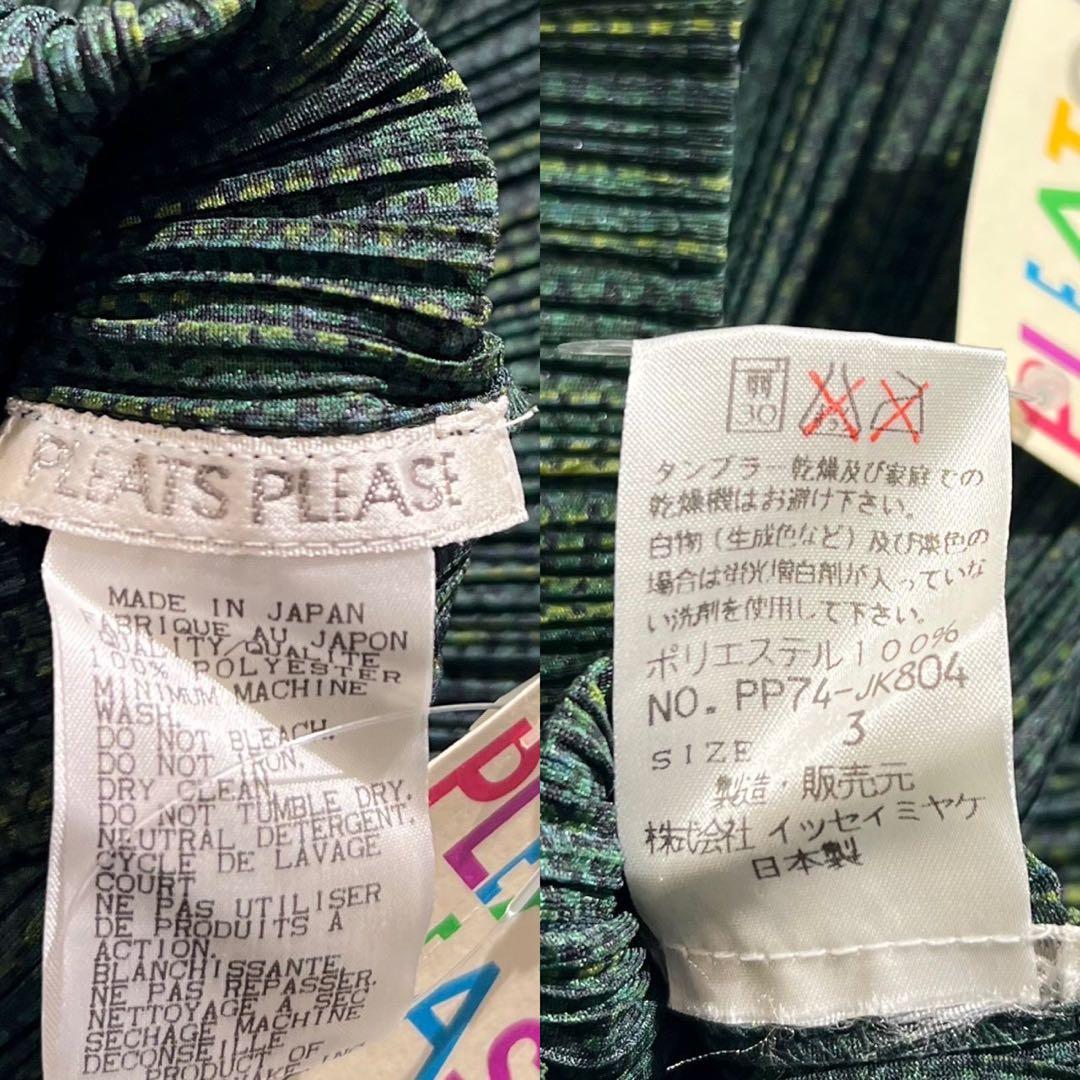 PLEATS PLEASE
MADE IN JAPAN
FABRIQUE AU JAPON
QUALITY/QUALITE
100% POLYESTER
MINIMUM MACHINE
WASH.
DO NOT BLEACH.
DO NOT IRON.
DRY CLEAN
DO NOT TUMBLE DRY.
NEUTRAL DETERGENT.
CYCLE DE LAVAGE
COURT
NE PAS UTILISER
DE PRODUITS A
ACTION.
BLANCHISSANTE
NE PAS REPASSER.
NETTOYAGE A SEC
SECHAGE MACHINE
DECONSEILLE
PRODUCT OF
PLEA
弱
30
タンブラー乾燥及び家庭での
乾燥機はお避け下さい。
白物(生成色など)及び淡色の
場合は蛍光増白剤が入っていな
い洗剤を使用して下さい。
ポリエステル100%
NO. PP74-JK804
SIZE 3
製造・販売元
株式会社 イッセイミヤケ
日本製
PLEAT